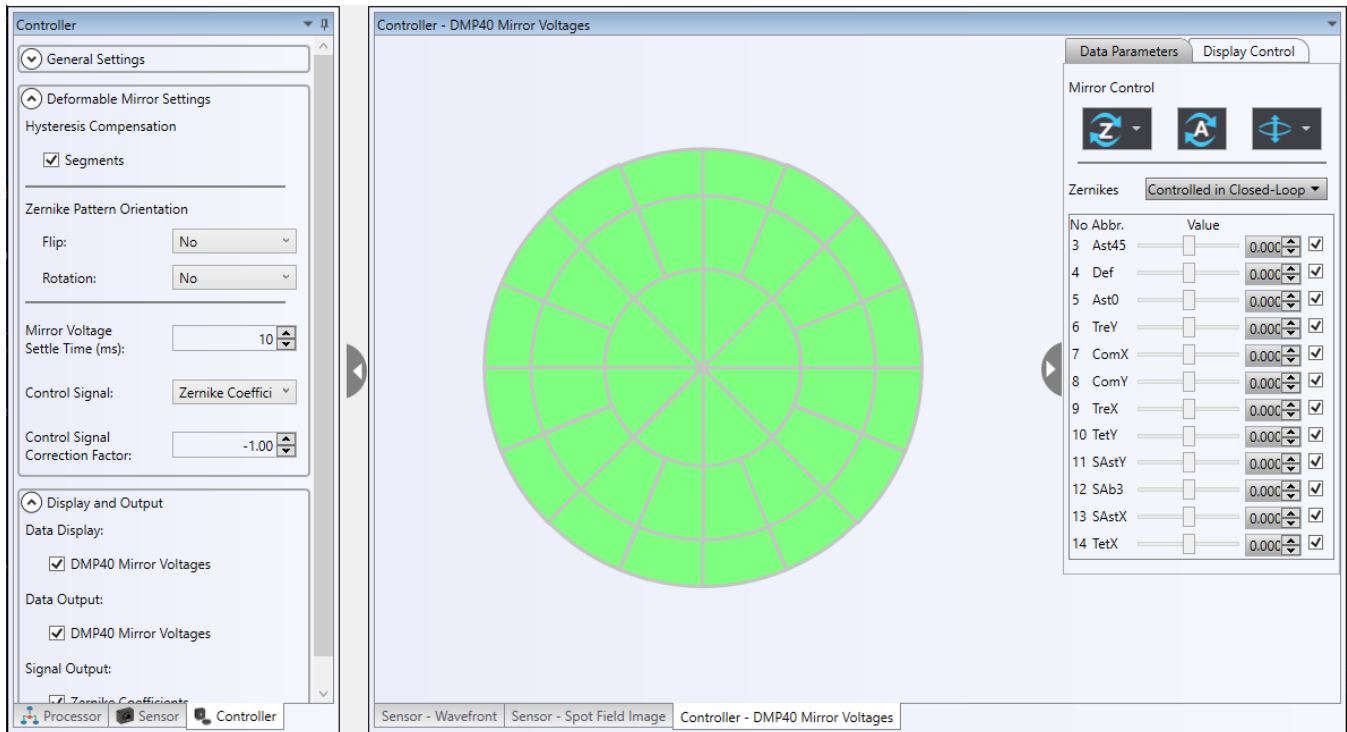 Controller
General Settings
Deformable Mirror Settings
Hysteresis Compensation
Segments
Zernike Pattern Orientation
Flip: No
Rotation: No
Mirror Voltage
Settle Time (ms): 10
Control Signal: Zernike Coeffici
Control Signal
Correction Factor: -1.00
Display and Output
Data Display:
DMP40 Mirror Voltages
Data Output:
DMP40 Mirror Voltages
Signal Output:
Zernike Coefficients
Processor Sensor Controller
Controller - DMP40 Mirror Voltages
Data Parameters Display Control
Mirror Control
Z A
Zernikes Controlled in Closed-Loop
No Abbr. Value
3 Ast45 0.000
4 Def 0.000
5 Ast0 0.000
6 TreY 0.000
7 ComX 0.000
8 ComY 0.000
9 TreX 0.000
10 TetY 0.000
11 SAstY 0.000
12 SAb3 0.000
13 SAstX 0.000
14 TetX 0.000
Sensor - Wavefront Sensor - Spot Field Image Controller - DMP40 Mirror Voltages